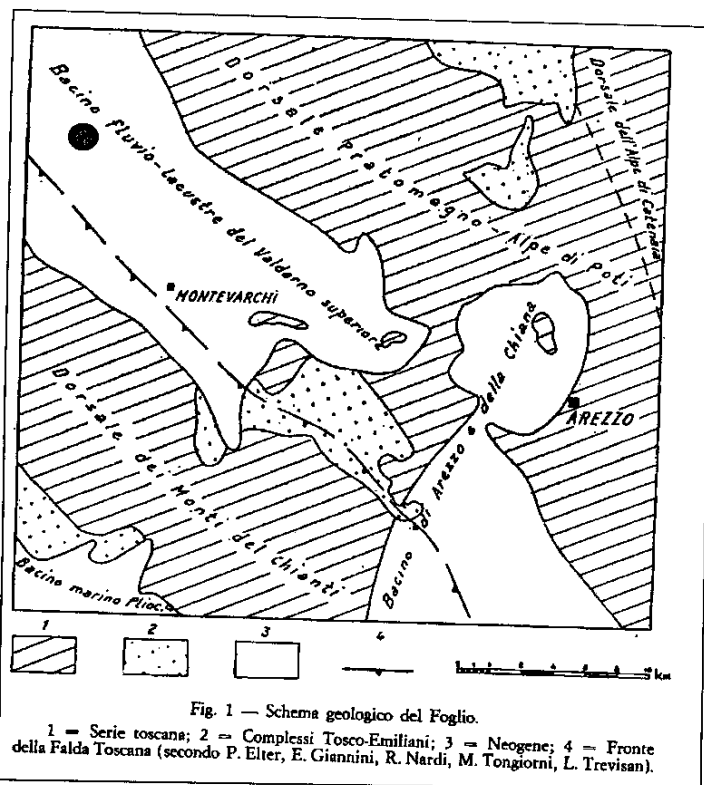 Bacino fluvio-lacustre del Valdarno superiore
Dorsale Pratomagno - Alpe di Poti
Dorsale dell'Alpe di Catenaia
MONTEVARCHI
Bacino di Arezzo e della Chiana
AREZZO
Dorsale dei Monti del Chianti
Bacino marino Plioc.
1 2 3 4
km
Fig. 1 — Schema geologico del Foglio.
1 = Serie toscana; 2 = Complessi Tosco-Emiliani; 3 = Neogene; 4 = Fronte
della Falda Toscana (secondo P. Elter, E. Giannini, R. Nardi, M. Tongiorni, L. Trevisan).